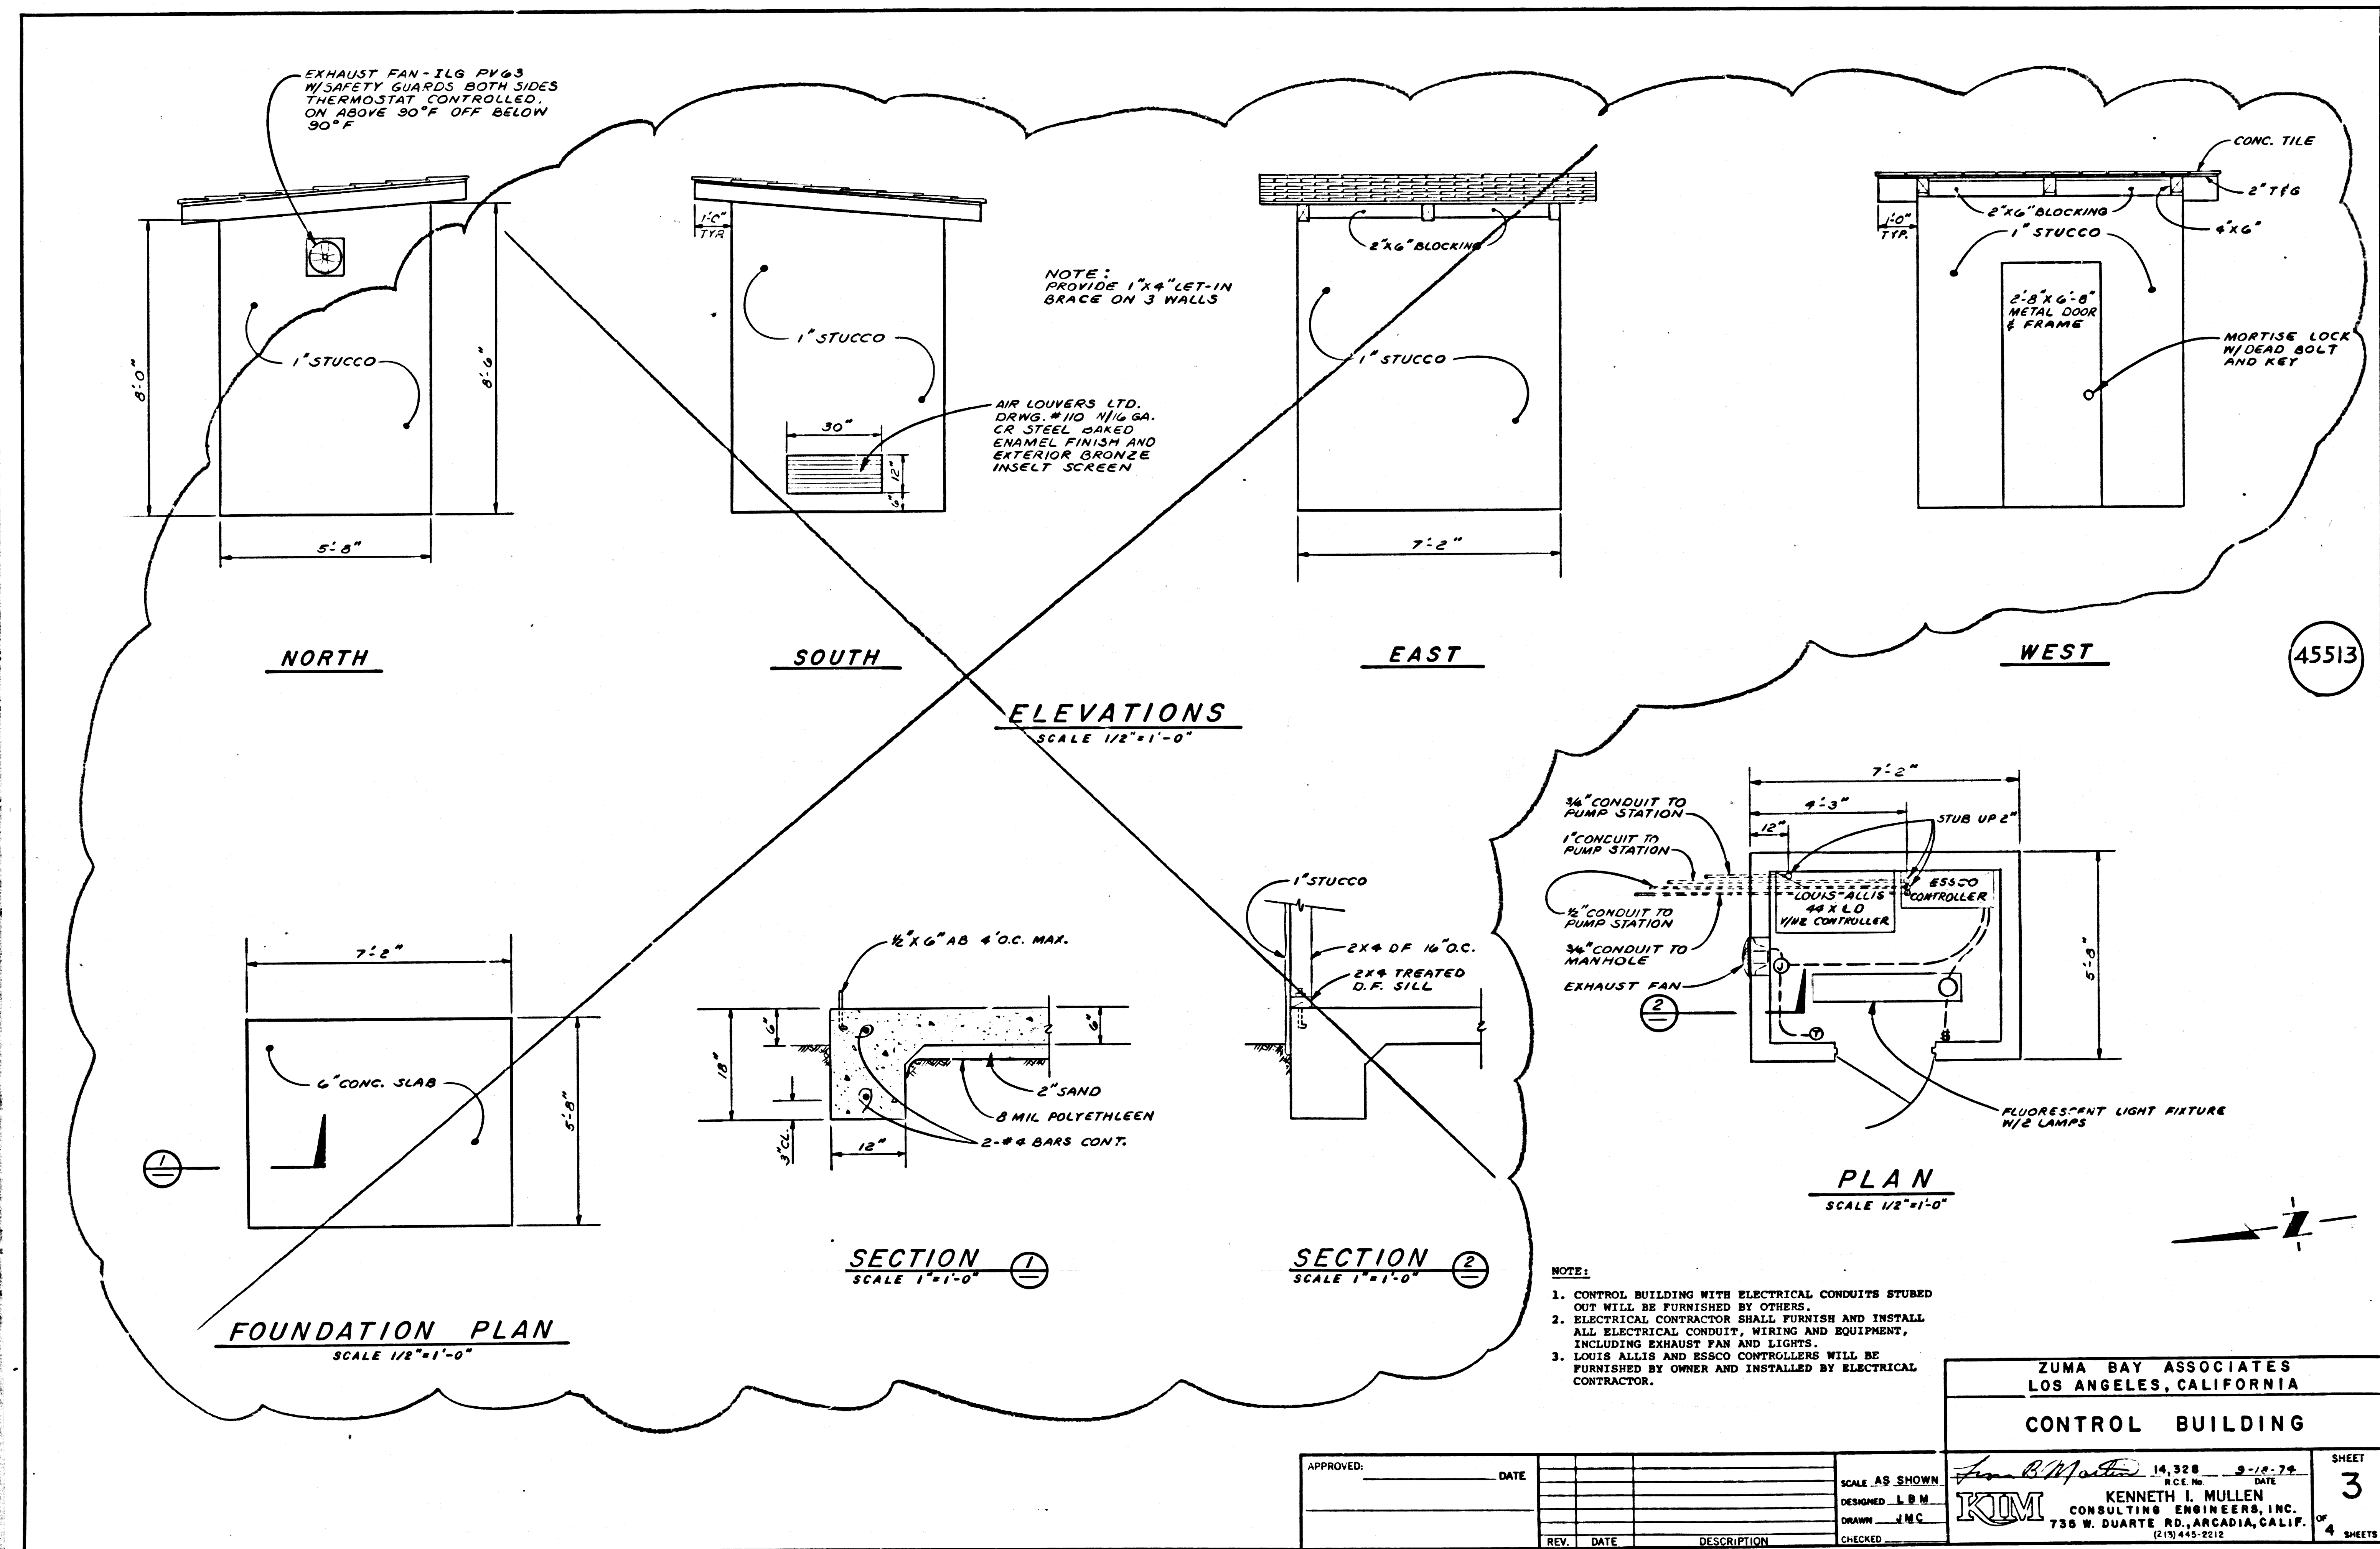 EXHAUST FAN - ILG PV63
W/SAFETY GUARDS BOTH SIDES
THERMOSTAT CONTROLLED.
ON ABOVE 90°F OFF BELOW
90°F
8'-0"
1" STUCCO
8'-6"
5'-8"
NORTH
1'-0"
TYP.
1" STUCCO
AIR LOUVERS LTD.
DRWG. #110 N/16 GA.
CR STEEL BAKED
ENAMEL FINISH AND
EXTERIOR BRONZE
INSELT SCREEN
30"
12"
6"
SOUTH
NOTE:
PROVIDE 1"X4" LET-IN
BRACE ON 3 WALLS
2"X6" BLOCKING
1" STUCCO
7'-2"
EAST
CONC. TILE
2" T&G
4"X6"
2"X6" BLOCKING
1'-0"
TYP.
1" STUCCO
2'-8"X6'-8"
METAL DOOR
& FRAME
MORTISE LOCK
W/DEAD BOLT
AND KEY
WEST
45513
ELEVATIONS
SCALE 1/2"=1'-0"
7'-2"
6" CONC. SLAB
5'-8"
1
FOUNDATION PLAN
SCALE 1/2"=1'-0"
1/2" X 6" AB 4' O.C. MAX.
6"
18"
6"
2" SAND
8 MIL POLYETHLEEN
2-#4 BARS CONT.
3" CL.
12"
SECTION 1
SCALE 1"=1'-0"
1" STUCCO
2X4 DF 16" O.C.
2X4 TREATED
D.F. SILL
SECTION 2
SCALE 1"=1'-0"
7'-2"
4'-3"
12"
STUB UP 2"
3/4" CONDUIT TO
PUMP STATION
1" CONDUIT TO
PUMP STATION
1/2" CONDUIT TO
PUMP STATION
3/4" CONDUIT TO
MANHOLE
EXHAUST FAN
2
LOUIS ALLIS
44 X LD
CONTROLLER
ESSCO
CONTROLLER
J
T
$
5'-8"
FLUORESCENT LIGHT FIXTURE
W/2 LAMPS
PLAN
SCALE 1/2"=1'-0"
Z
NOTE:
1. CONTROL BUILDING WITH ELECTRICAL CONDUITS STUBED
OUT WILL BE FURNISHED BY OTHERS.
2. ELECTRICAL CONTRACTOR SHALL FURNISH AND INSTALL
ALL ELECTRICAL CONDUIT, WIRING AND EQUIPMENT,
INCLUDING EXHAUST FAN AND LIGHTS.
3. LOUIS ALLIS AND ESSCO CONTROLLERS WILL BE
FURNISHED BY OWNER AND INSTALLED BY ELECTRICAL
CONTRACTOR.
ZUMA BAY ASSOCIATES
LOS ANGELES, CALIFORNIA
CONTROL BUILDING
APPROVED:
DATE
REV. DATE DESCRIPTION
SCALE AS SHOWN
DESIGNED LBM
DRAWN JMC
CHECKED
B. Martin 14,328
R.C.E. No. DATE
KIM
KENNETH I. MULLEN
CONSULTING ENGINEERS, INC.
735 W. DUARTE RD., ARCADIA, CALIF.
(213) 445-2212
SHEET
3
OF
4 SHEETS